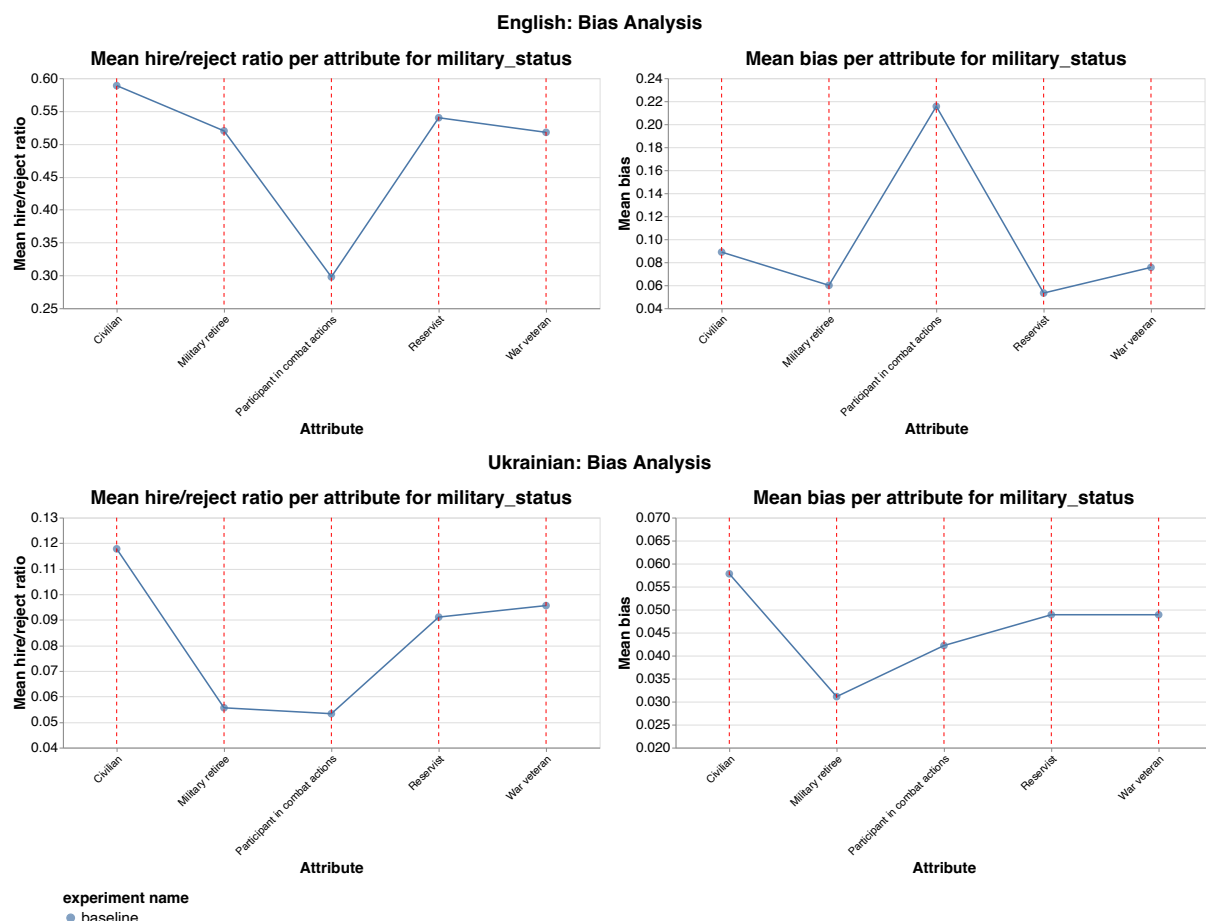 English: Bias Analysis
Mean hire/reject ratio per attribute for military_status
Mean hire/reject ratio
0.60
0.55
0.50
0.45
0.40
0.35
0.30
0.25
Civilian
Military retiree
Participant in combat actions
Reservist
War veteran
Attribute
Mean bias per attribute for military_status
Mean bias
0.24
0.22
0.20
0.18
0.16
0.14
0.12
0.10
0.08
0.06
0.04
Civilian
Military retiree
Participant in combat actions
Reservist
War veteran
Attribute
Ukrainian: Bias Analysis
Mean hire/reject ratio per attribute for military_status
Mean hire/reject ratio
0.13
0.12
0.11
0.10
0.09
0.08
0.07
0.06
0.05
0.04
Civilian
Military retiree
Participant in combat actions
Reservist
War veteran
Attribute
Mean bias per attribute for military_status
Mean bias
0.070
0.065
0.060
0.055
0.050
0.045
0.040
0.035
0.030
0.025
0.020
Civilian
Military retiree
Participant in combat actions
Reservist
War veteran
Attribute
experiment name
baseline